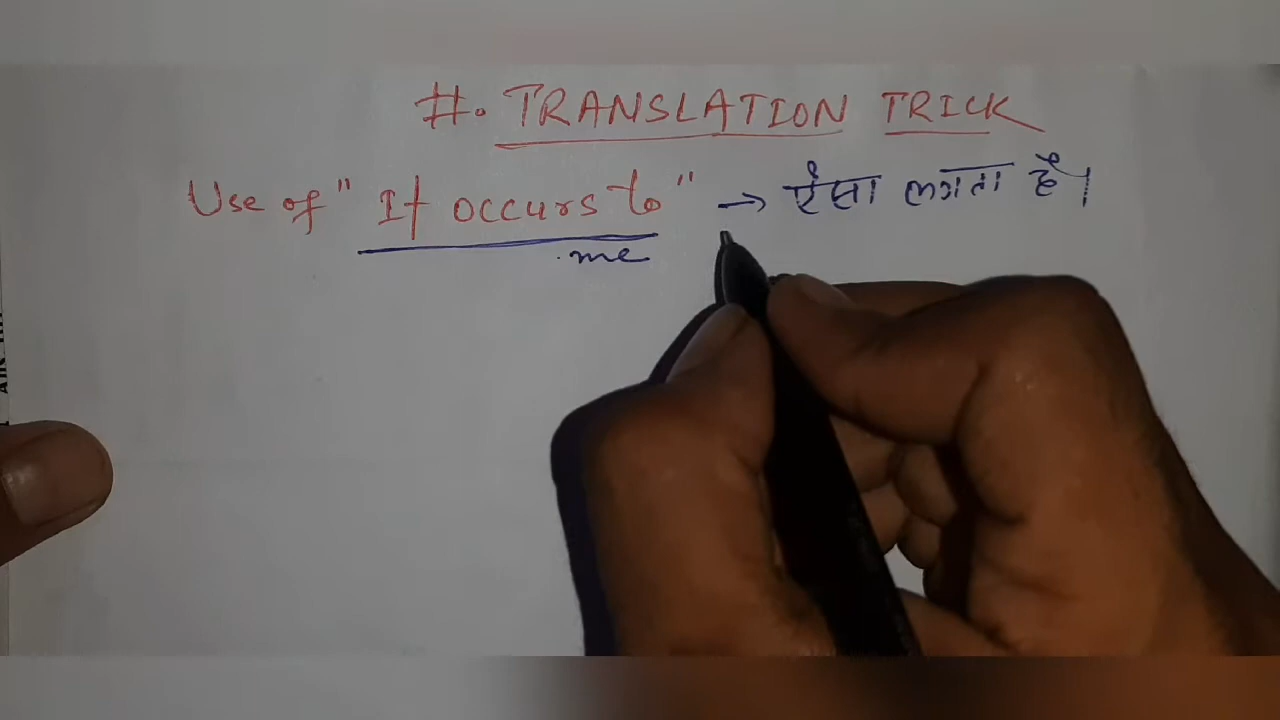 #. TRANSLATION TRICK
Use of "It occurs to" → ऐसा लगता है।
me